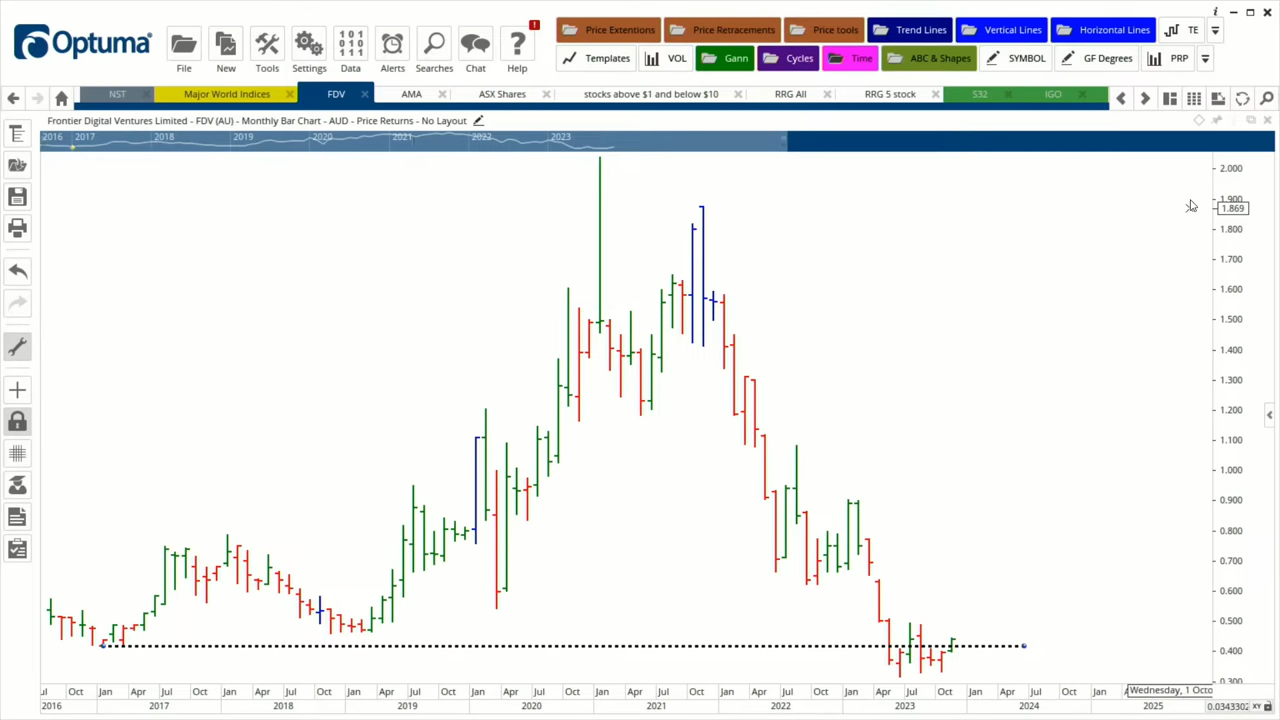 i
Optuma
File
New
Tools
Settings
Data
Alerts
Searches
Chat
Help
!
Price Extentions
Price Retracements
Price tools
Trend Lines
Vertical Lines
Horizontal Lines
TE
Templates
VOL
Gann
Cycles
Time
ABC & Shapes
SYMBOL
GF Degrees
PRP
NST
Major World Indices
FDV
AMA
ASX Shares
stocks above $1 and below $10
RRG All
RRG 5 stock
S32
IGO
Frontier Digital Ventures Limited - FDV (AU) - Monthly Bar Chart - AUD - Price Returns - No Layout
2016 2017 2018 2019 2020 2021 2022 2023
2.000
1.900
1.869
1.800
1.700
1.600
1.500
1.400
1.300
1.200
1.100
1.000
0.900
0.800
0.700
0.600
0.500
0.400
0.300
Oct Jan Apr Jul Oct Jan Apr Jul Oct Jan Apr Jul Oct Jan Apr Jul Oct Jan Apr Jul Oct Jan Apr Jul Oct Jan Apr Jul Oct Jan Apr Jul Oct Jan
Wednesday, 1 Octo
2016 2017 2018 2019 2020 2021 2022 2023 2024 2025
0.0343302 XY